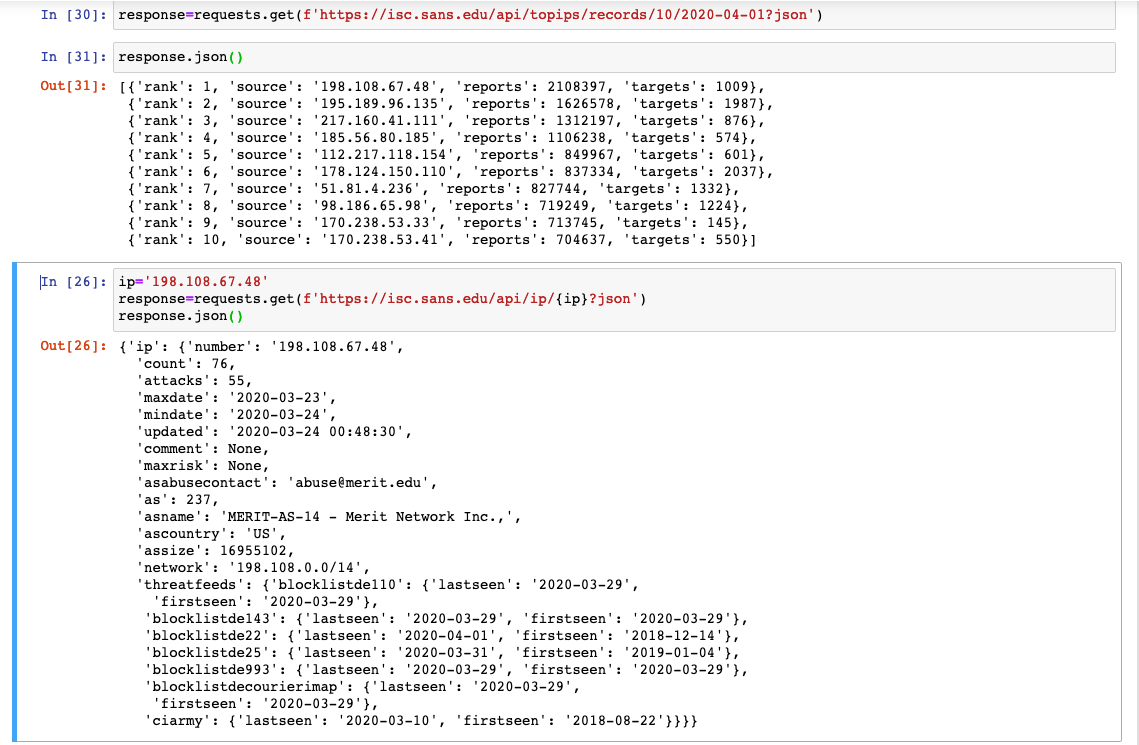 In [30]: response=requests.get(f'https://isc.sans.edu/api/topips/records/10/2020-04-01?json')
In [31]: response.json()
Out[31]: [{'rank': 1, 'source': '198.108.67.48', 'reports': 2108397, 'targets': 1009},
{'rank': 2, 'source': '195.189.96.135', 'reports': 1626578, 'targets': 1987},
{'rank': 3, 'source': '217.160.41.111', 'reports': 1312197, 'targets': 876},
{'rank': 4, 'source': '185.56.80.185', 'reports': 1106238, 'targets': 574},
{'rank': 5, 'source': '112.217.118.154', 'reports': 849967, 'targets': 601},
{'rank': 6, 'source': '178.124.150.110', 'reports': 837334, 'targets': 2037},
{'rank': 7, 'source': '51.81.4.236', 'reports': 827744, 'targets': 1332},
{'rank': 8, 'source': '98.186.65.98', 'reports': 719249, 'targets': 1224},
{'rank': 9, 'source': '170.238.53.33', 'reports': 713745, 'targets': 145},
{'rank': 10, 'source': '170.238.53.41', 'reports': 704637, 'targets': 550}]
In [26]: ip='198.108.67.48'
response=requests.get(f'https://isc.sans.edu/api/ip/{ip}?json')
response.json()
Out[26]: {'ip': {'number': '198.108.67.48',
'count': 76,
'attacks': 55,
'maxdate': '2020-03-23',
'mindate': '2020-03-24',
'updated': '2020-03-24 00:48:30',
'comment': None,
'maxrisk': None,
'asabusecontact': 'abuse@merit.edu',
'as': 237,
'asname': 'MERIT-AS-14 - Merit Network Inc.,',
'ascountry': 'US',
'assize': 16955102,
'network': '198.108.0.0/14',
'threatfeeds': {'blocklistde110': {'lastseen': '2020-03-29',
'firstseen': '2020-03-29'},
'blocklistde143': {'lastseen': '2020-03-29', 'firstseen': '2020-03-29'},
'blocklistde22': {'lastseen': '2020-04-01', 'firstseen': '2018-12-14'},
'blocklistde25': {'lastseen': '2020-03-31', 'firstseen': '2019-01-04'},
'blocklistde993': {'lastseen': '2020-03-29', 'firstseen': '2020-03-29'},
'blocklistdecourierimap': {'lastseen': '2020-03-29',
'firstseen': '2020-03-29'},
'ciarmy': {'lastseen': '2020-03-10', 'firstseen': '2018-08-22'}}}}